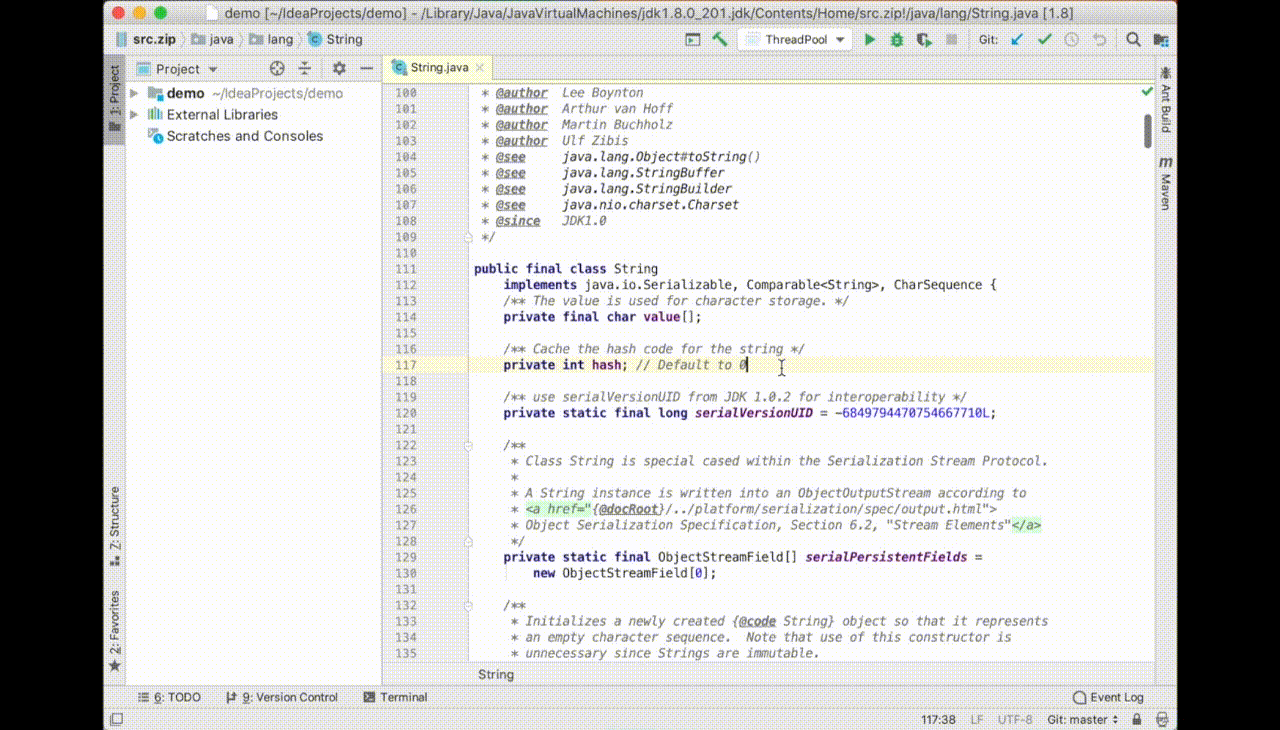 demo [~/IdeaProjects/demo] - /Library/Java/JavaVirtualMachines/jdk1.8.0_201.jdk/Contents/Home/src.zip!/java/lang/String.java [1.8]
src.zip java lang String ThreadPool Git:
Project
String.java
1: Project
demo ~/IdeaProjects/demo
External Libraries
Scratches and Consoles
7: Structure
2: Favorites
100 * @author Lee Boynton
101 * @author Arthur van Hoff
102 * @author Martin Buchholz
103 * @author Ulf Zibis
104 * @see java.lang.Object#toString()
105 * @see java.lang.StringBuffer
106 * @see java.lang.StringBuilder
107 * @see java.nio.charset.Charset
108 * @since JDK1.0
109 */
110
111 public final class String
112 implements java.io.Serializable, Comparable<String>, CharSequence {
113 /** The value is used for character storage. */
114 private final char value[];
115
116 /** Cache the hash code for the string */
117 private int hash; // Default to 0
118
119 /** use serialVersionUID from JDK 1.0.2 for interoperability */
120 private static final long serialVersionUID = -6849794470754667710L;
121
122 /**
123 * Class String is special cased within the Serialization Stream Protocol.
124 *
125 * A String instance is written into an ObjectOutputStream according to
126 * <a href="{@docRoot}/../platform/serialization/spec/output.html">
127 * Object Serialization Specification, Section 6.2, "Stream Elements"</a>
128 */
129 private static final ObjectStreamField[] serialPersistentFields =
130 new ObjectStreamField[0];
131
132 /**
133 * Initializes a newly created {@code String} object so that it represents
134 * an empty character sequence. Note that use of this constructor is
135 * unnecessary since Strings are immutable.
String
Ant Build
m
Maven
6: TODO 9: Version Control Terminal Event Log
117:38 LF UTF-8 Git: master